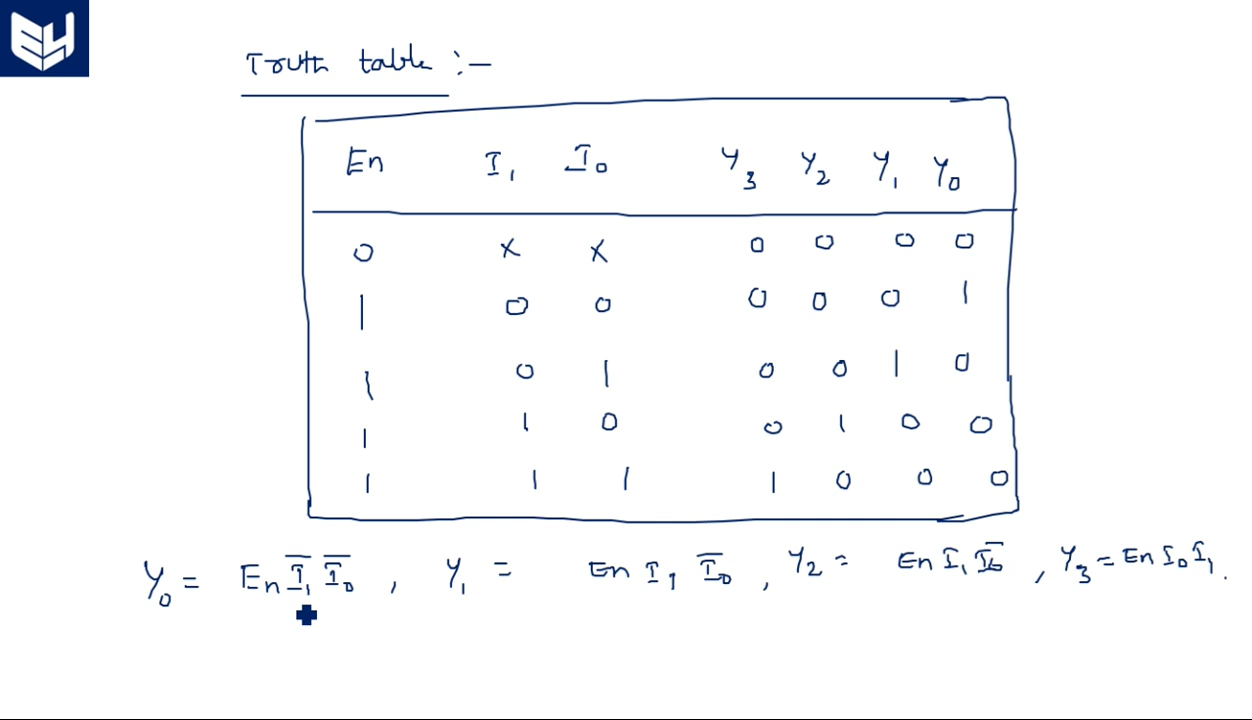 EY
Truth table :-
En I₁ I₀ Y₃ Y₂ Y₁ Y₀
0 X X 0 0 0 0
1 0 0 0 0 0 1
1 0 1 0 0 1 0
1 1 0 0 1 0 0
1 1 1 1 0 0 0
Y₀ = En I̅₁ I̅₀ , Y₁ = En I₁ I̅₀ , Y₂ = En I₁ I̅₀ , Y₃ = En I₀ I₁ .